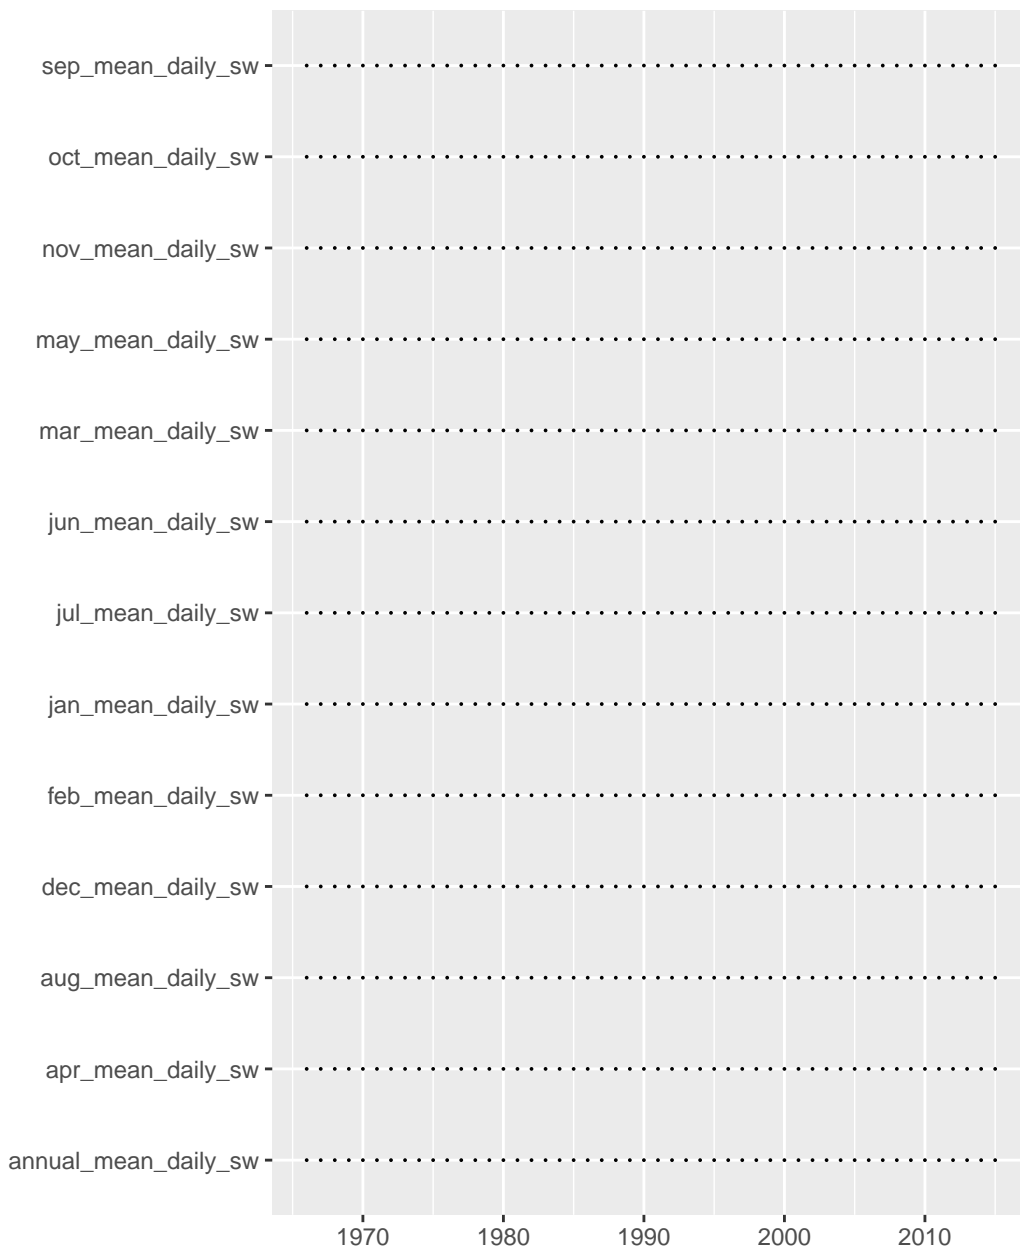 sep_mean_daily_sw
oct_mean_daily_sw
nov_mean_daily_sw
may_mean_daily_sw
mar_mean_daily_sw
jun_mean_daily_sw
jul_mean_daily_sw
jan_mean_daily_sw
feb_mean_daily_sw
dec_mean_daily_sw
aug_mean_daily_sw
apr_mean_daily_sw
annual_mean_daily_sw
1970 1980 1990 2000 2010